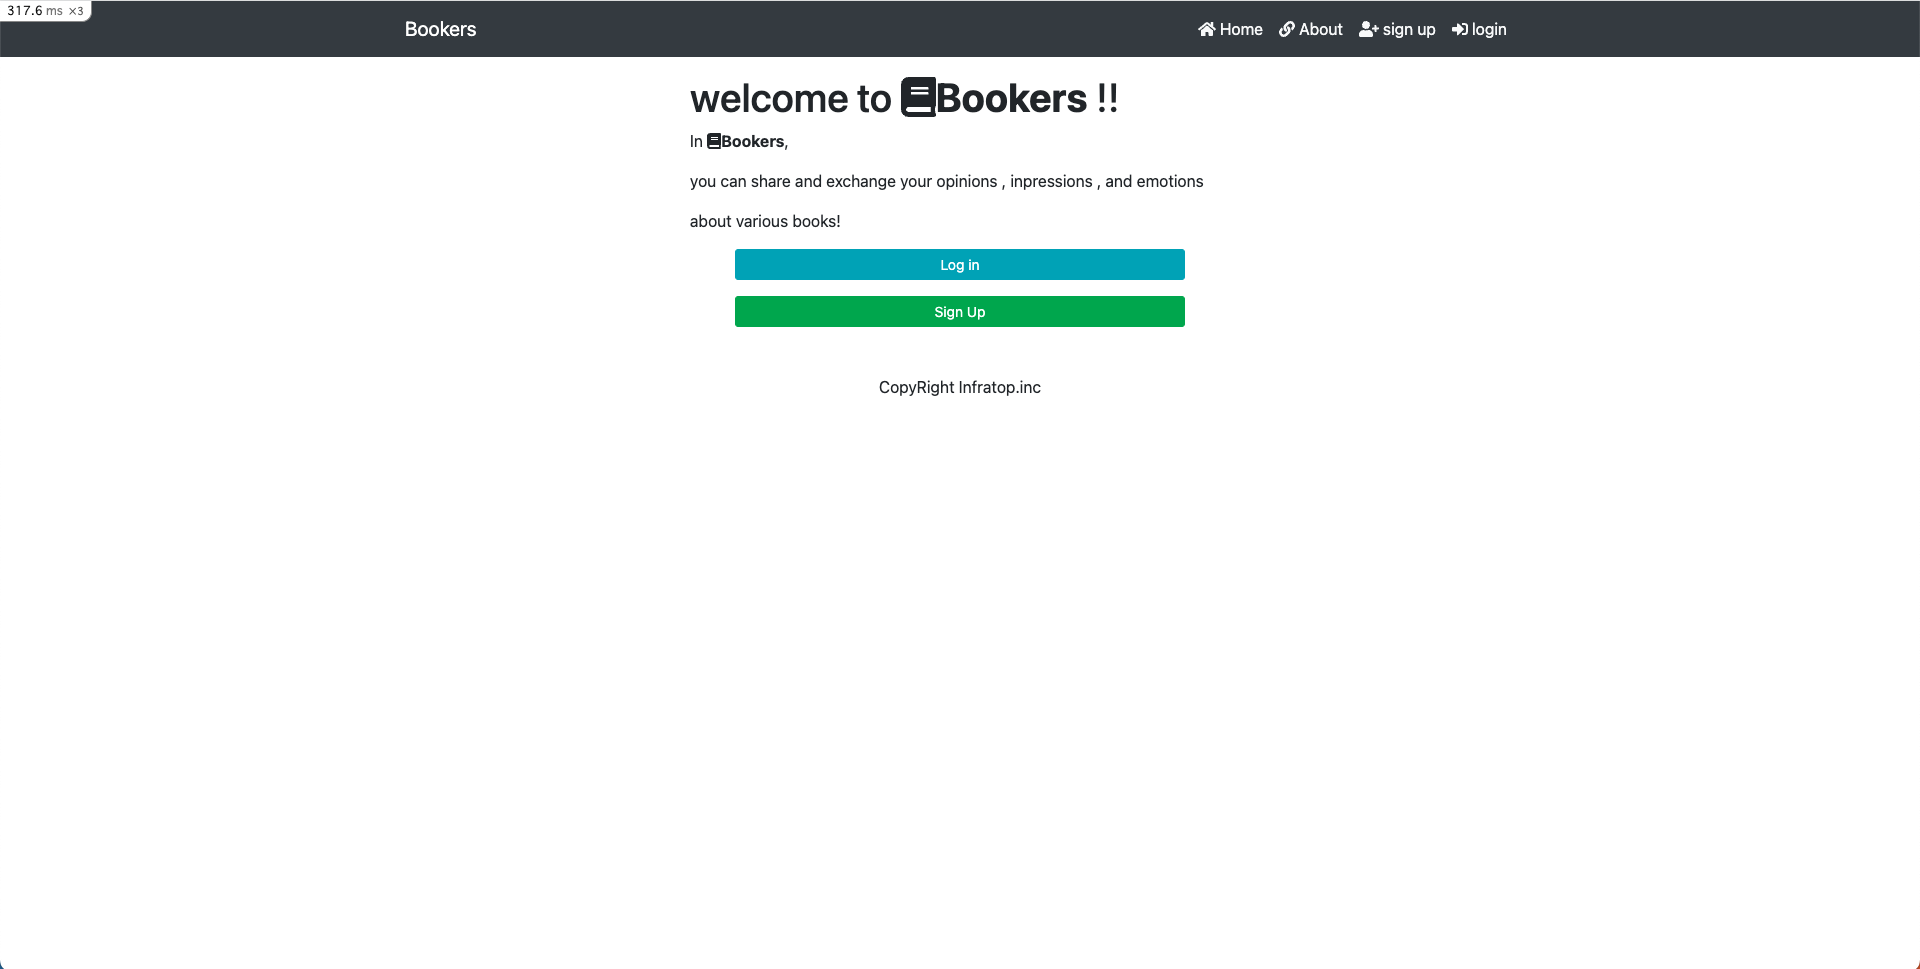 317.6 ms ×3
Bookers Home About sign up login
welcome to Bookers !!
In Bookers,
you can share and exchange your opinions , inpressions , and emotions
about various books!
Log in
Sign Up
CopyRight Infratop.inc